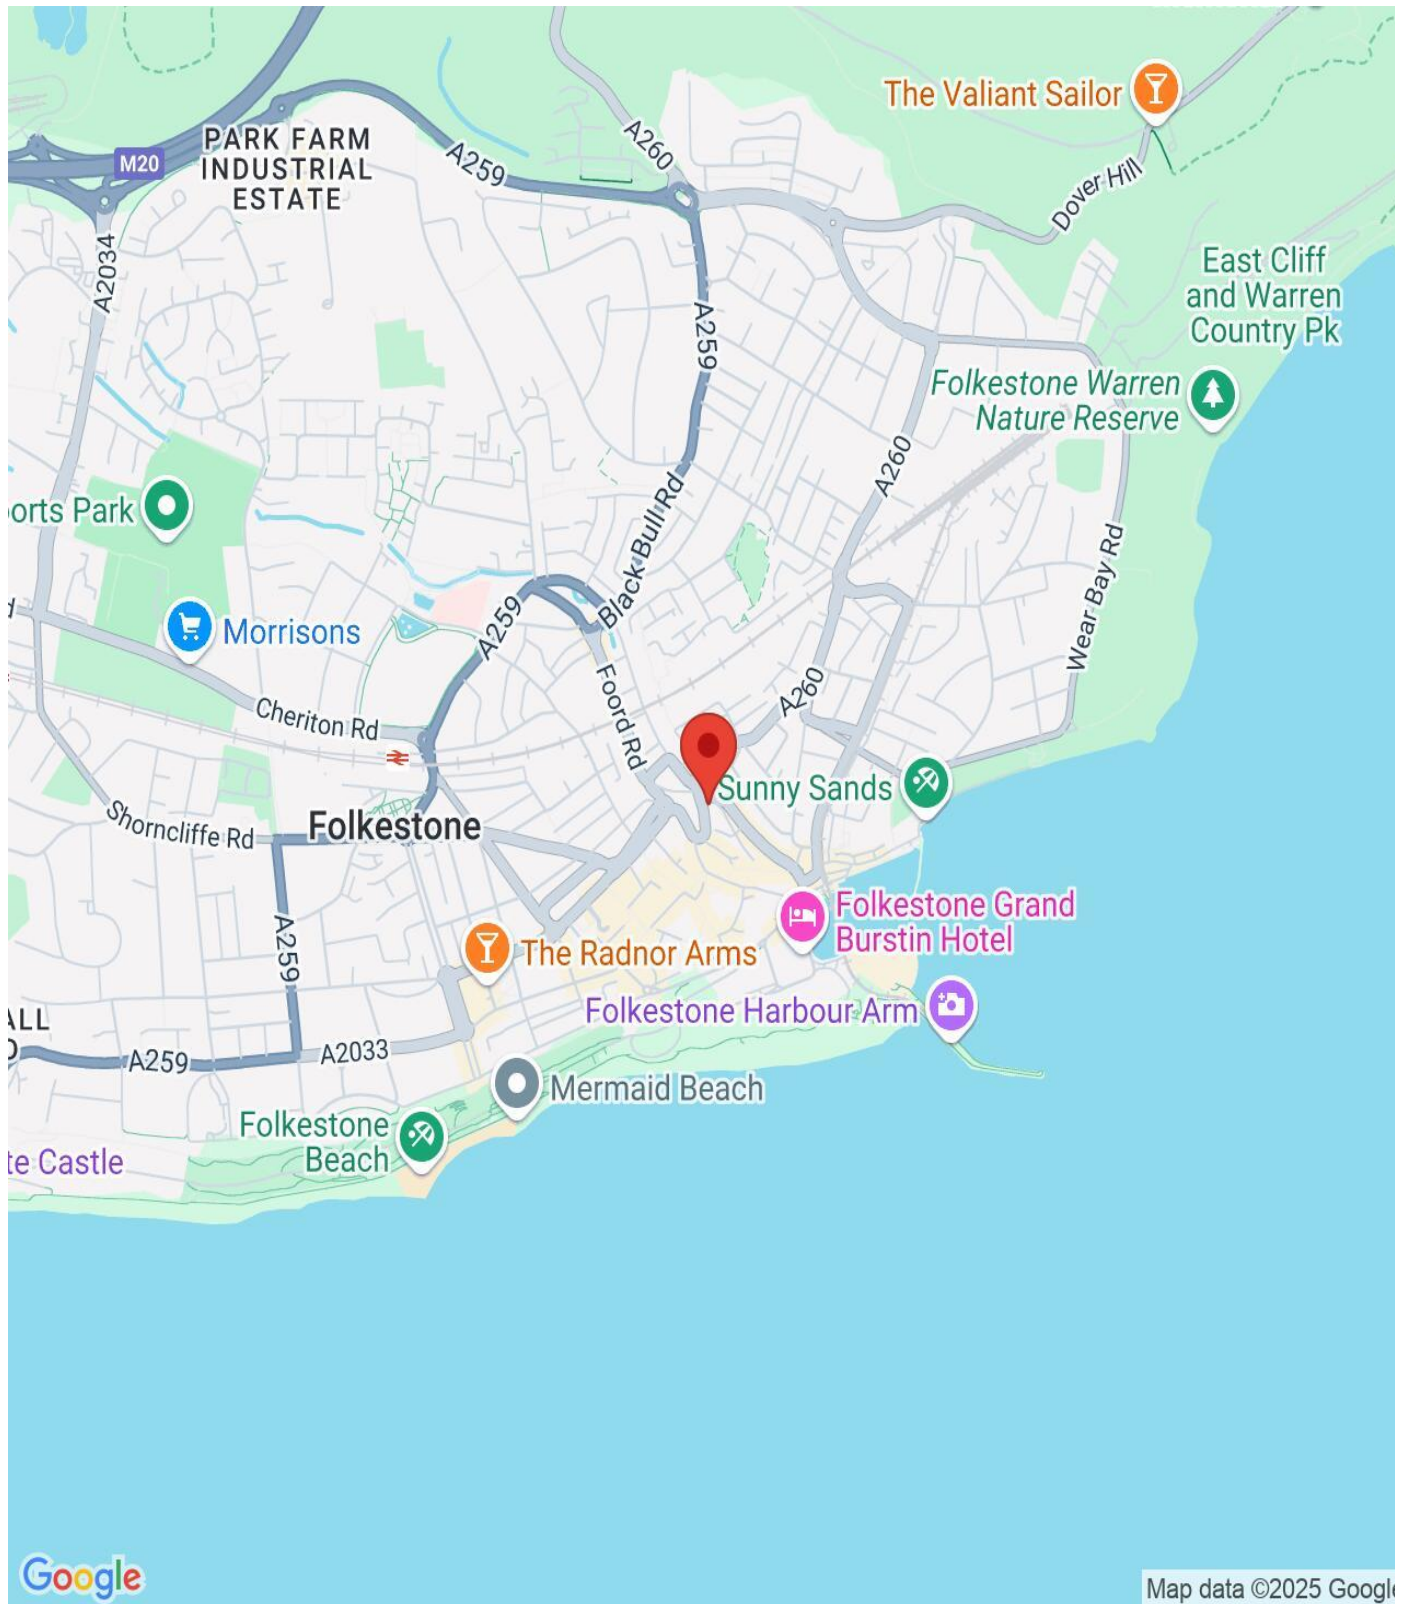 The Valiant Sailor
A260
PARK FARM
INDUSTRIAL
ESTATE
M20
A259
Dover Hill
A2034
East Cliff
and Warren
Country Pk
A259
Folkestone Warren
Nature Reserve
A260
orts Park
Black Bull Rd
Wear Bay Rd
Morrisons
A259
Foord Rd
A260
Cheriton Rd
Sunny Sands
Shorncliffe Rd
Folkestone
Folkestone Grand
Burstin Hotel
A259
The Radnor Arms
Folkestone Harbour Arm
ALL
A259
A2033
Mermaid Beach
Folkestone
Beach
te Castle
Google
Map data ©2025 Google